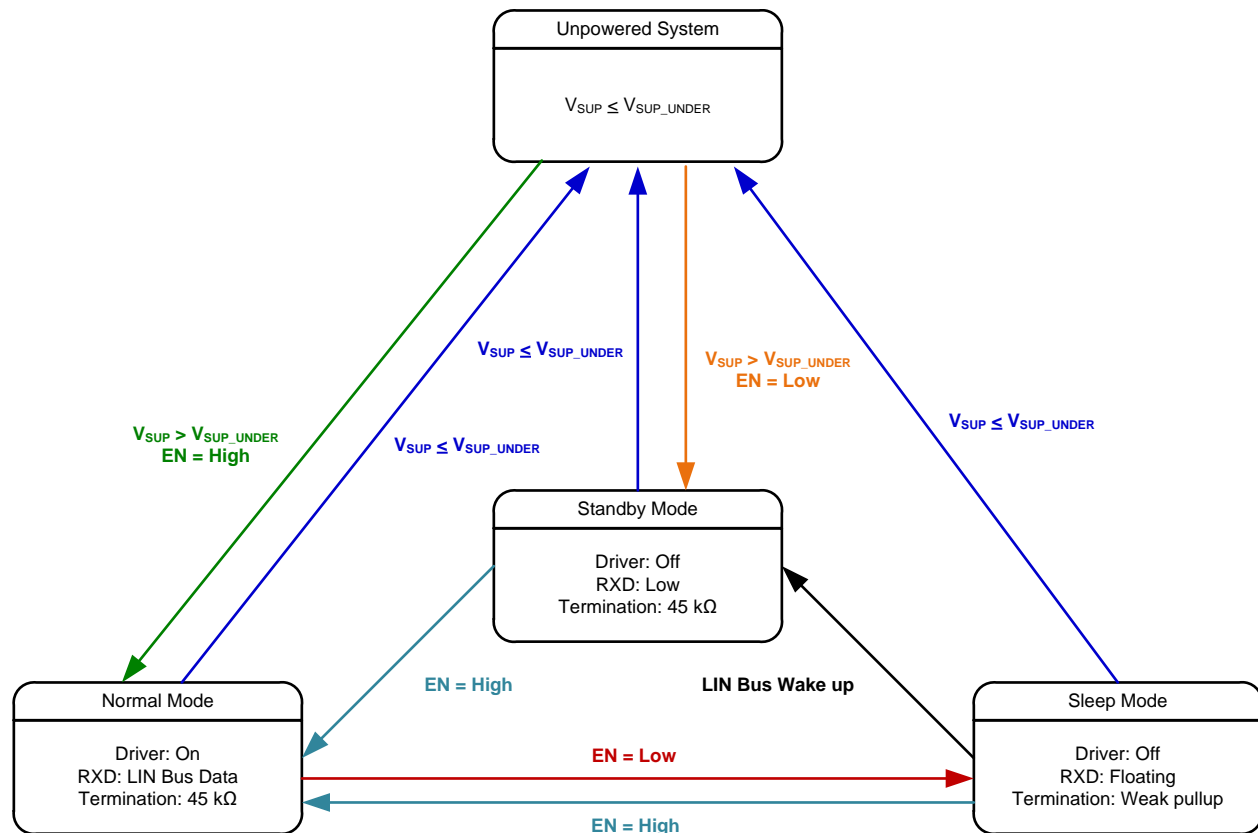 Unpowered System
VSUP ≤ VSUP_UNDER
VSUP ≤ VSUP_UNDER
VSUP > VSUP_UNDER
EN = Low
VSUP > VSUP_UNDER
EN = High
VSUP ≤ VSUP_UNDER
VSUP ≤ VSUP_UNDER
Standby Mode
Driver: Off
RXD: Low
Termination: 45 kΩ
EN = High
LIN Bus Wake up
Normal Mode
Driver: On
RXD: LIN Bus Data
Termination: 45 kΩ
EN = Low
EN = High
Sleep Mode
Driver: Off
RXD: Floating
Termination: Weak pullup